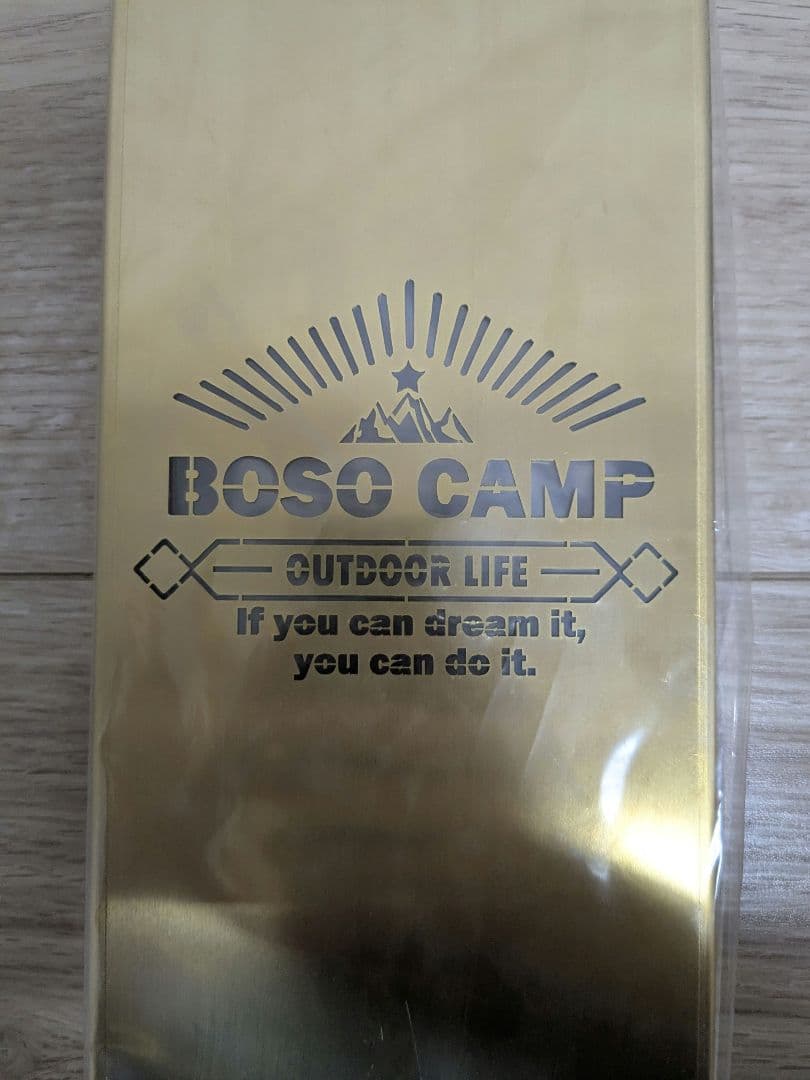 BOSO CAMP
OUTDOOR LIFE
If you can dream it,
you can do it.